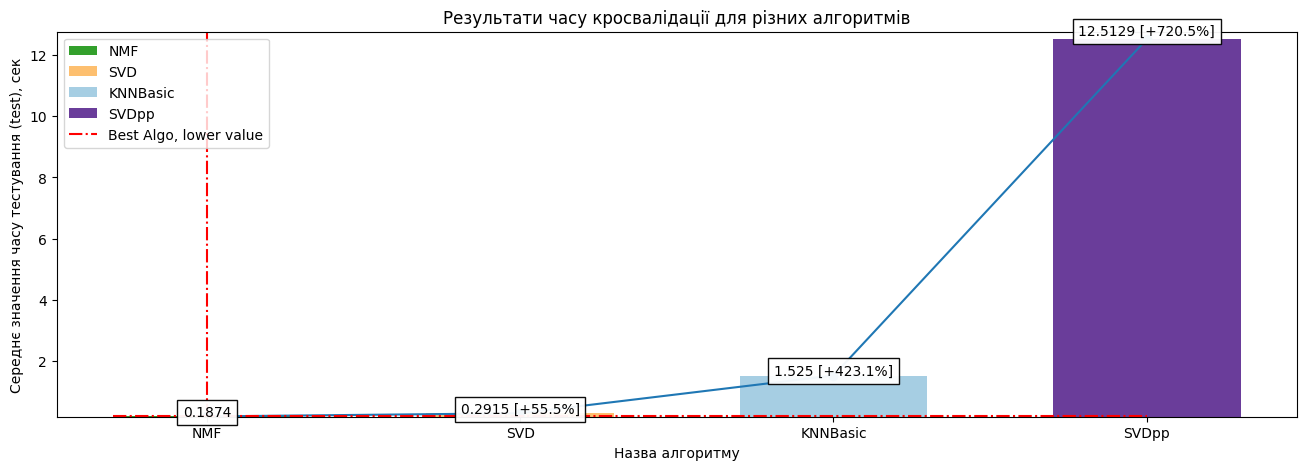 Результати часу кросвалідації для різних алгоритмів
Середнє значення часу тестування (test), сек
12
10
8
6
4
2
NMF
SVD
KNNBasic
SVDpp
Best Algo, lower value
0.1874
0.2915 [+55.5%]
1.525 [+423.1%]
12.5129 [+720.5%]
NMF
SVD
KNNBasic
SVDpp
Назва алгоритму